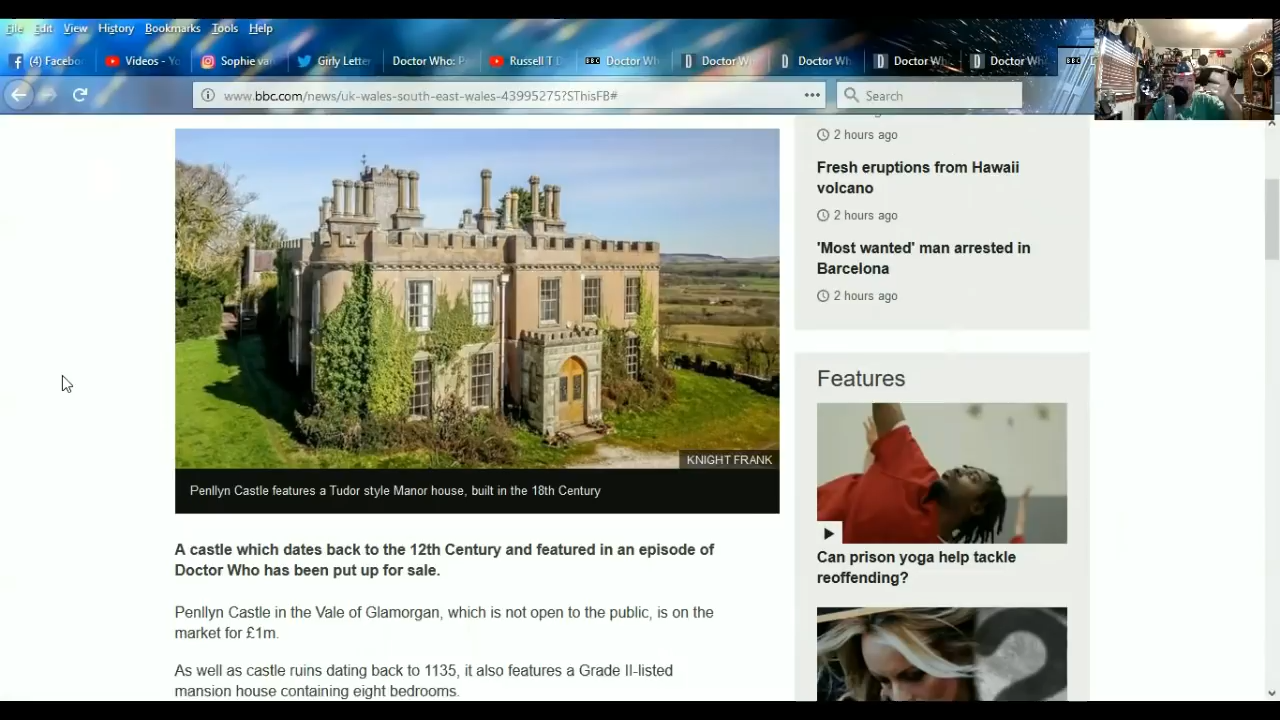 File Edit View History Bookmarks Tools Help
(4) Facebo
Videos - Yo
Sophie va
Girly Letter
Doctor Who: P
Russell T D
BBC Doctor Wh
D Doctor W
D Doctor Wh
D Doctor Wh
D Doctor Wh
BBC
www.bbc.com/news/uk-wales-south-east-wales-43995275?SThisFB#
Search
KNIGHT FRANK
Penllyn Castle features a Tudor style Manor house, built in the 18th Century
A castle which dates back to the 12th Century and featured in an episode of
Doctor Who has been put up for sale.
Penllyn Castle in the Vale of Glamorgan, which is not open to the public, is on the
market for £1m.
As well as castle ruins dating back to 1135, it also features a Grade II-listed
mansion house containing eight bedrooms.
2 hours ago
Fresh eruptions from Hawaii
volcano
2 hours ago
'Most wanted' man arrested in
Barcelona
2 hours ago
Features
Can prison yoga help tackle
reoffending?